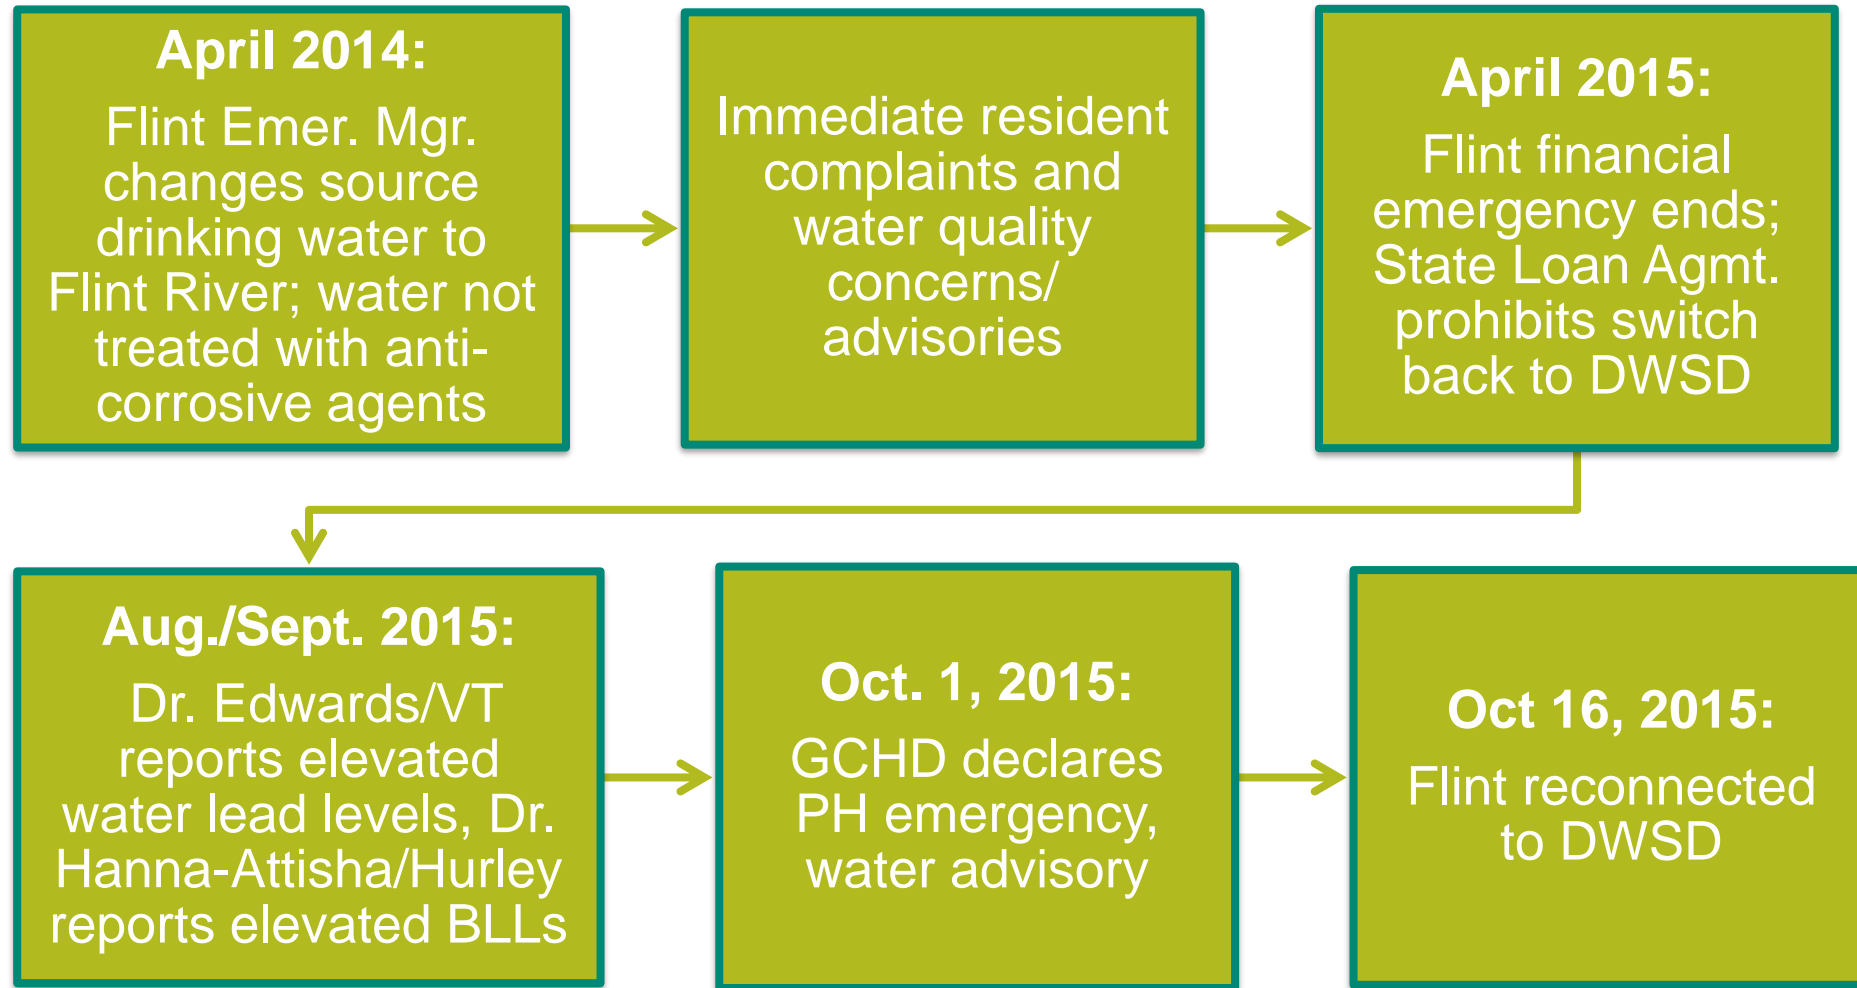 April 2014:
Flint Emer. Mgr.
changes source
drinking water to
Flint River; water not
treated with anti-
corrosive agents
Immediate resident
complaints and
water quality
concerns/
advisories
April 2015:
Flint financial
emergency ends;
State Loan Agmt.
prohibits switch
back to DWSD
Aug./Sept. 2015:
Dr. Edwards/VT
reports elevated
water lead levels, Dr.
Hanna-Attisha/Hurley
reports elevated BLLs
Oct. 1, 2015:
GCHD declares
PH emergency,
water advisory
Oct 16, 2015:
Flint reconnected
to DWSD